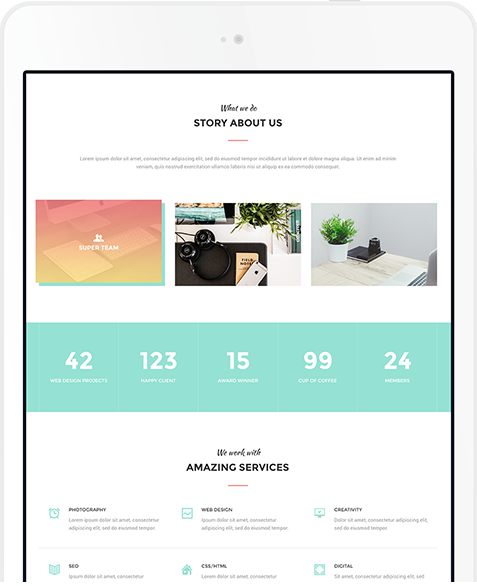 What we do
STORY ABOUT US
Lorem ipsum dolor sit amet, consectetur adipiscing elit, sed do eiusmod tempor incididunt ut labore et dolore magna aliqua. Ut enim ad minim
veniam, quis nostrud exercitation ullamco laboris nisi ut aliquip ex ea commodo consequat.
SUPER TEAM
FIELD NOTES
42
WEB DESIGN PROJECTS
123
HAPPY CLIENT
15
AWARD WINNER
99
CUP OF COFFEE
24
MEMBERS
We work with
AMAZING SERVICES
PHOTOGRAPHY
Lorem ipsum dolor sit amet, consectetur
adipiscing elit, sed do eiusmod tempor.
WEB DESIGN
Lorem ipsum dolor sit amet,
consectetur adipiscing elit, sed do
eiusmod tempor.
CREATIVITY
Lorem ipsum dolor sit amet,
consectetur adipiscing elit, sed do
eiusmod tempor.
SEO
Lorem ipsum dolor sit amet, consectetur
CSS/HTML
Lorem ipsum dolor sit amet,
DIGITAL
Lorem ipsum dolor sit amet,